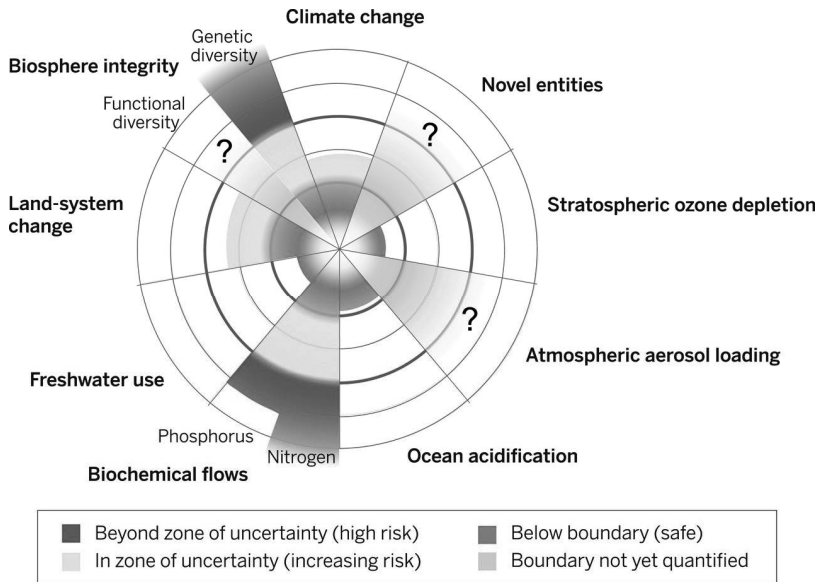 Climate change
Genetic
diversity
Biosphere integrity
Novel entities
Functional
diversity
?
?
Land-system
change
Stratospheric ozone depletion
?
Atmospheric aerosol loading
Freshwater use
Phosphorus
Nitrogen
Ocean acidification
Biochemical flows
Beyond zone of uncertainty (high risk)
Below boundary (safe)
In zone of uncertainty (increasing risk)
Boundary not yet quantified